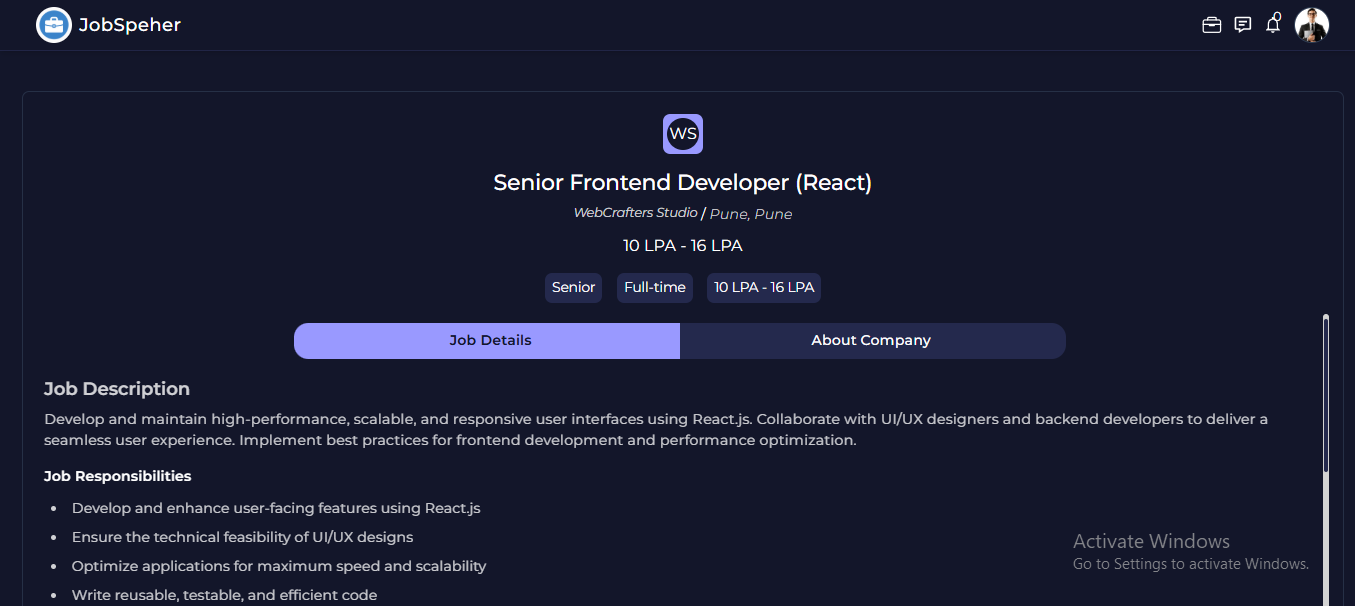 JobSpeher
WS
Senior Frontend Developer (React)
WebCrafters Studio / Pune, Pune
10 LPA - 16 LPA
Senior Full-time 10 LPA - 16 LPA
Job Details About Company
Job Description
Develop and maintain high-performance, scalable, and responsive user interfaces using React.js. Collaborate with UI/UX designers and backend developers to deliver a
seamless user experience. Implement best practices for frontend development and performance optimization.
Job Responsibilities
• Develop and enhance user-facing features using React.js
• Ensure the technical feasibility of UI/UX designs
• Optimize applications for maximum speed and scalability
• Write reusable, testable, and efficient code
Activate Windows
Go to Settings to activate Windows.